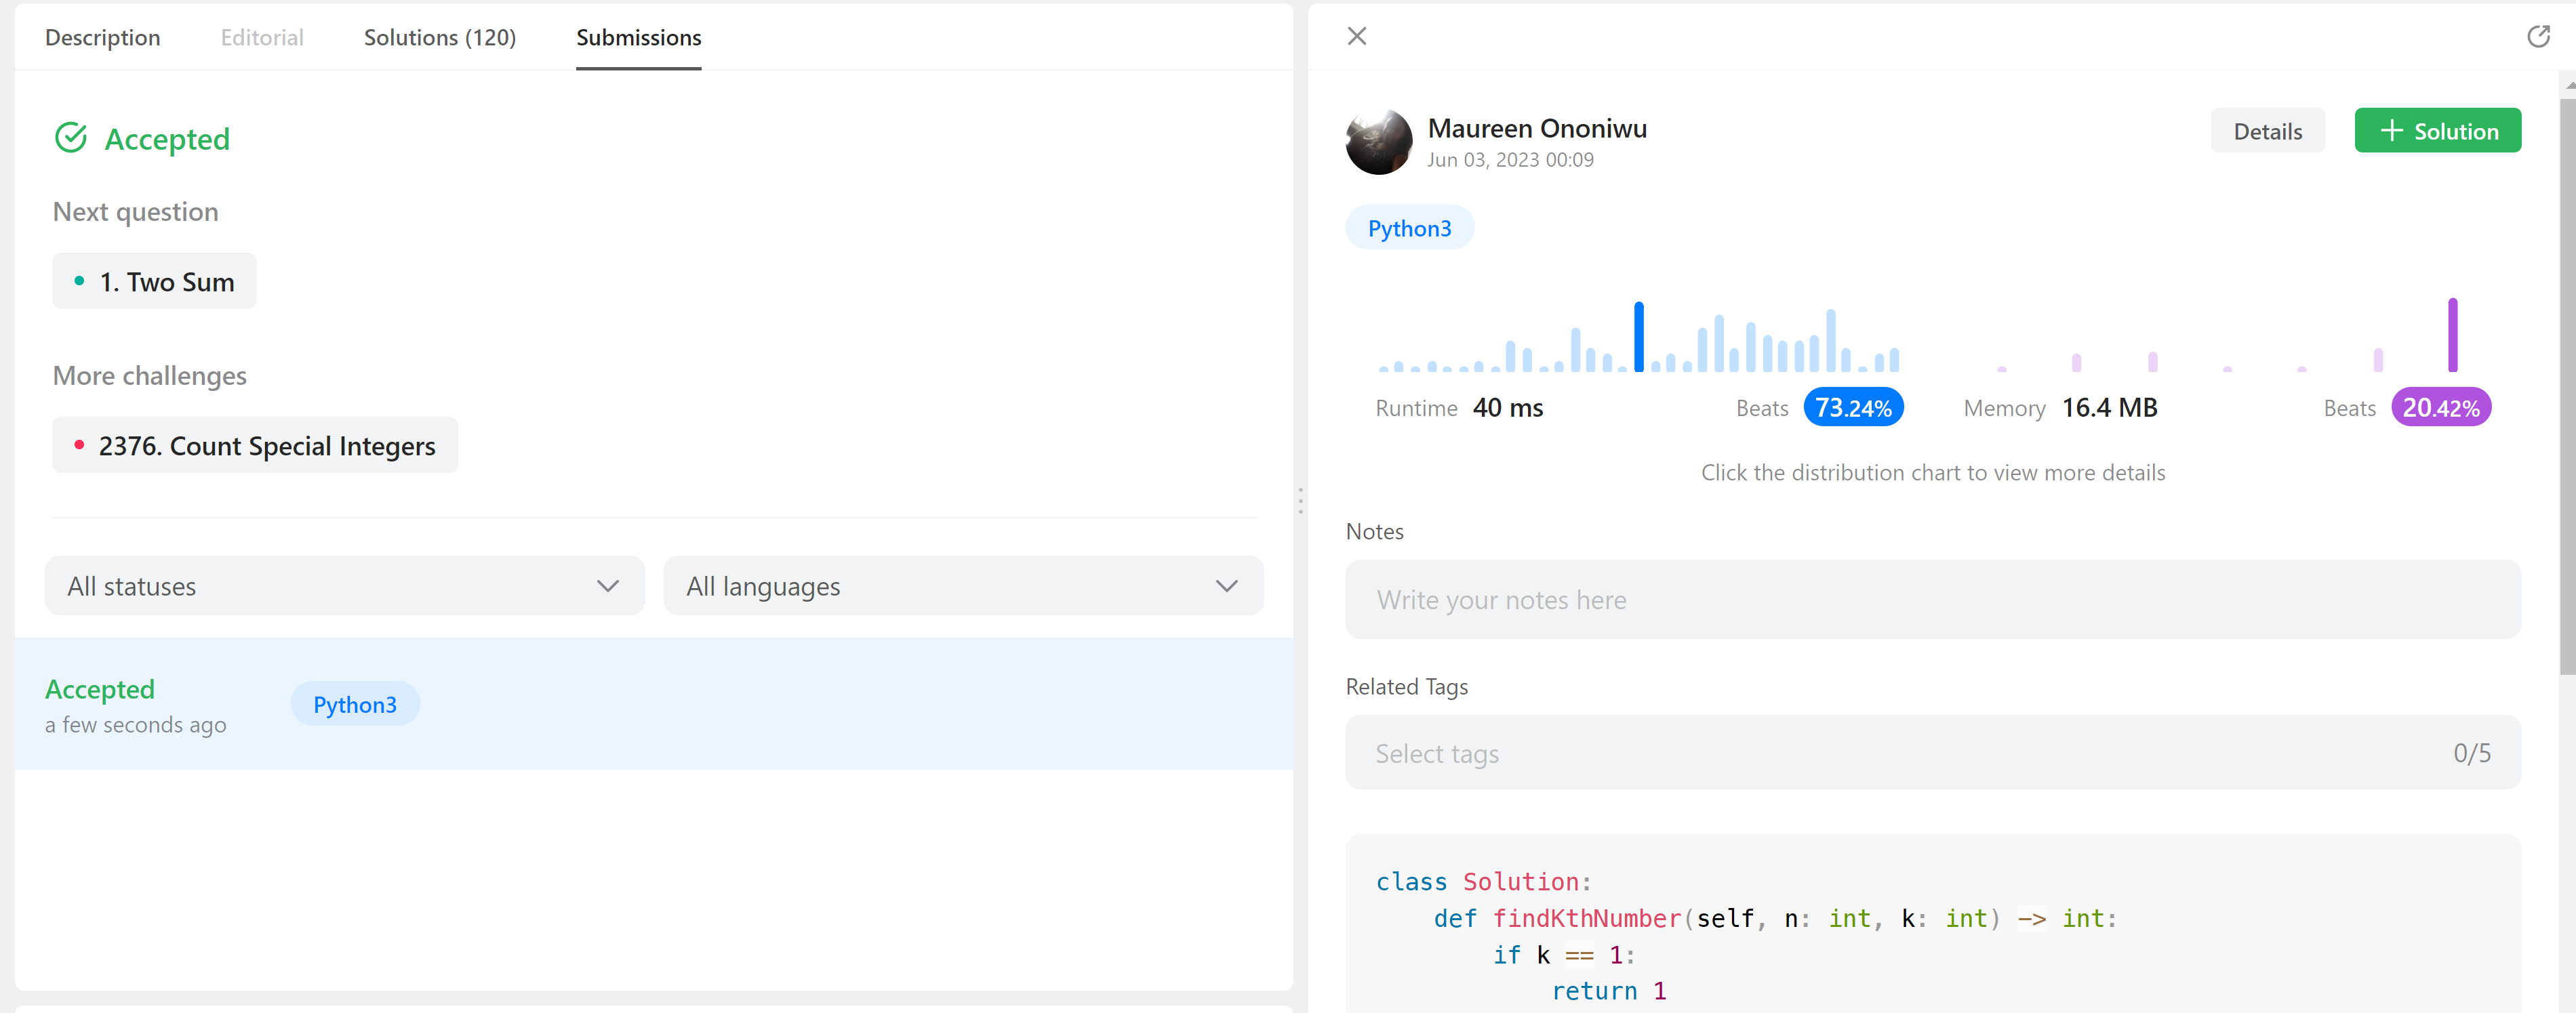 Description Editorial Solutions (120) Submissions
Accepted
Next question
1. Two Sum
More challenges
2376. Count Special Integers
All statuses All languages
Accepted
a few seconds ago
Python3
Maureen Ononiwu
Jun 03, 2023 00:09
Details + Solution
Python3
Runtime 40 ms Beats 73.24% Memory 16.4 MB Beats 20.42%
Click the distribution chart to view more details
Notes
Write your notes here
Related Tags
Select tags 0/5
class Solution:
    def findKthNumber(self, n: int, k: int) -> int:
        if k == 1:
            return 1